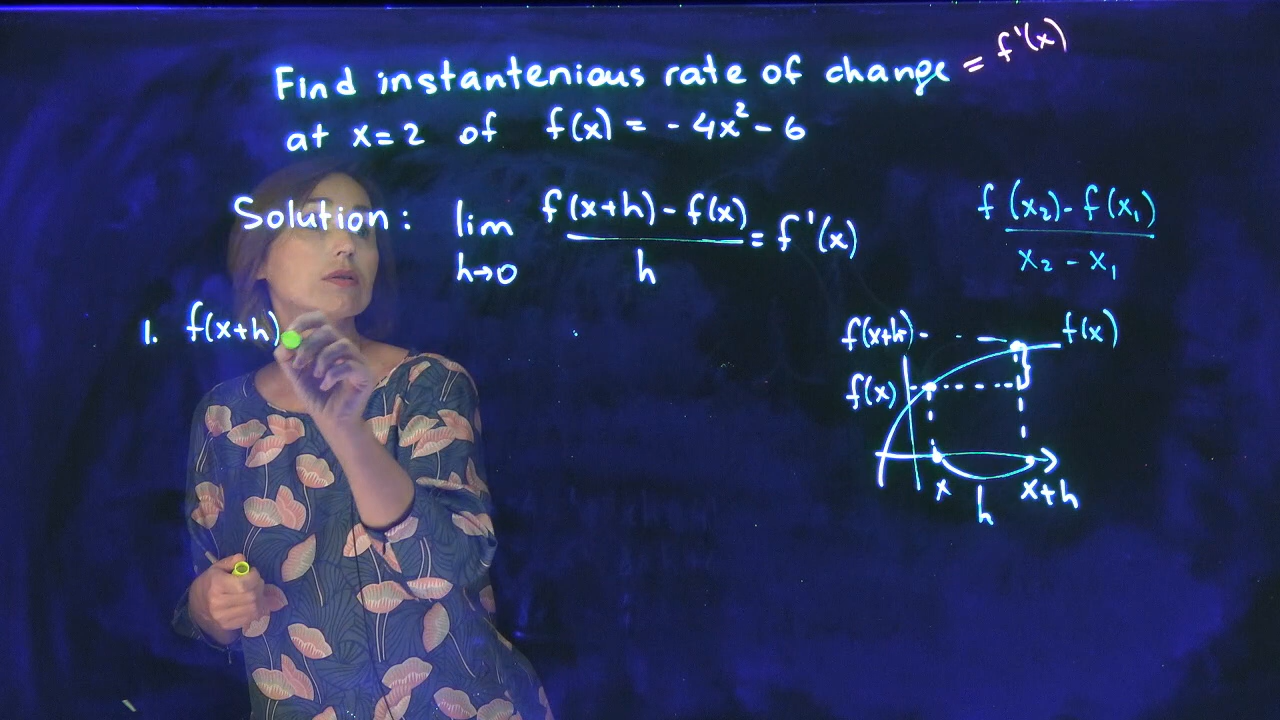 Find instantenious rate of change = f'(x)
at x=2 of f(x) = -4x² - 6
Solution: lim h→0 f(x+h) - f(x) / h = f'(x)
f(x₂) - f(x₁) / x₂ - x₁
1. f(x+h)
f(x+h)
f(x)
f(x)
x
x+h
h